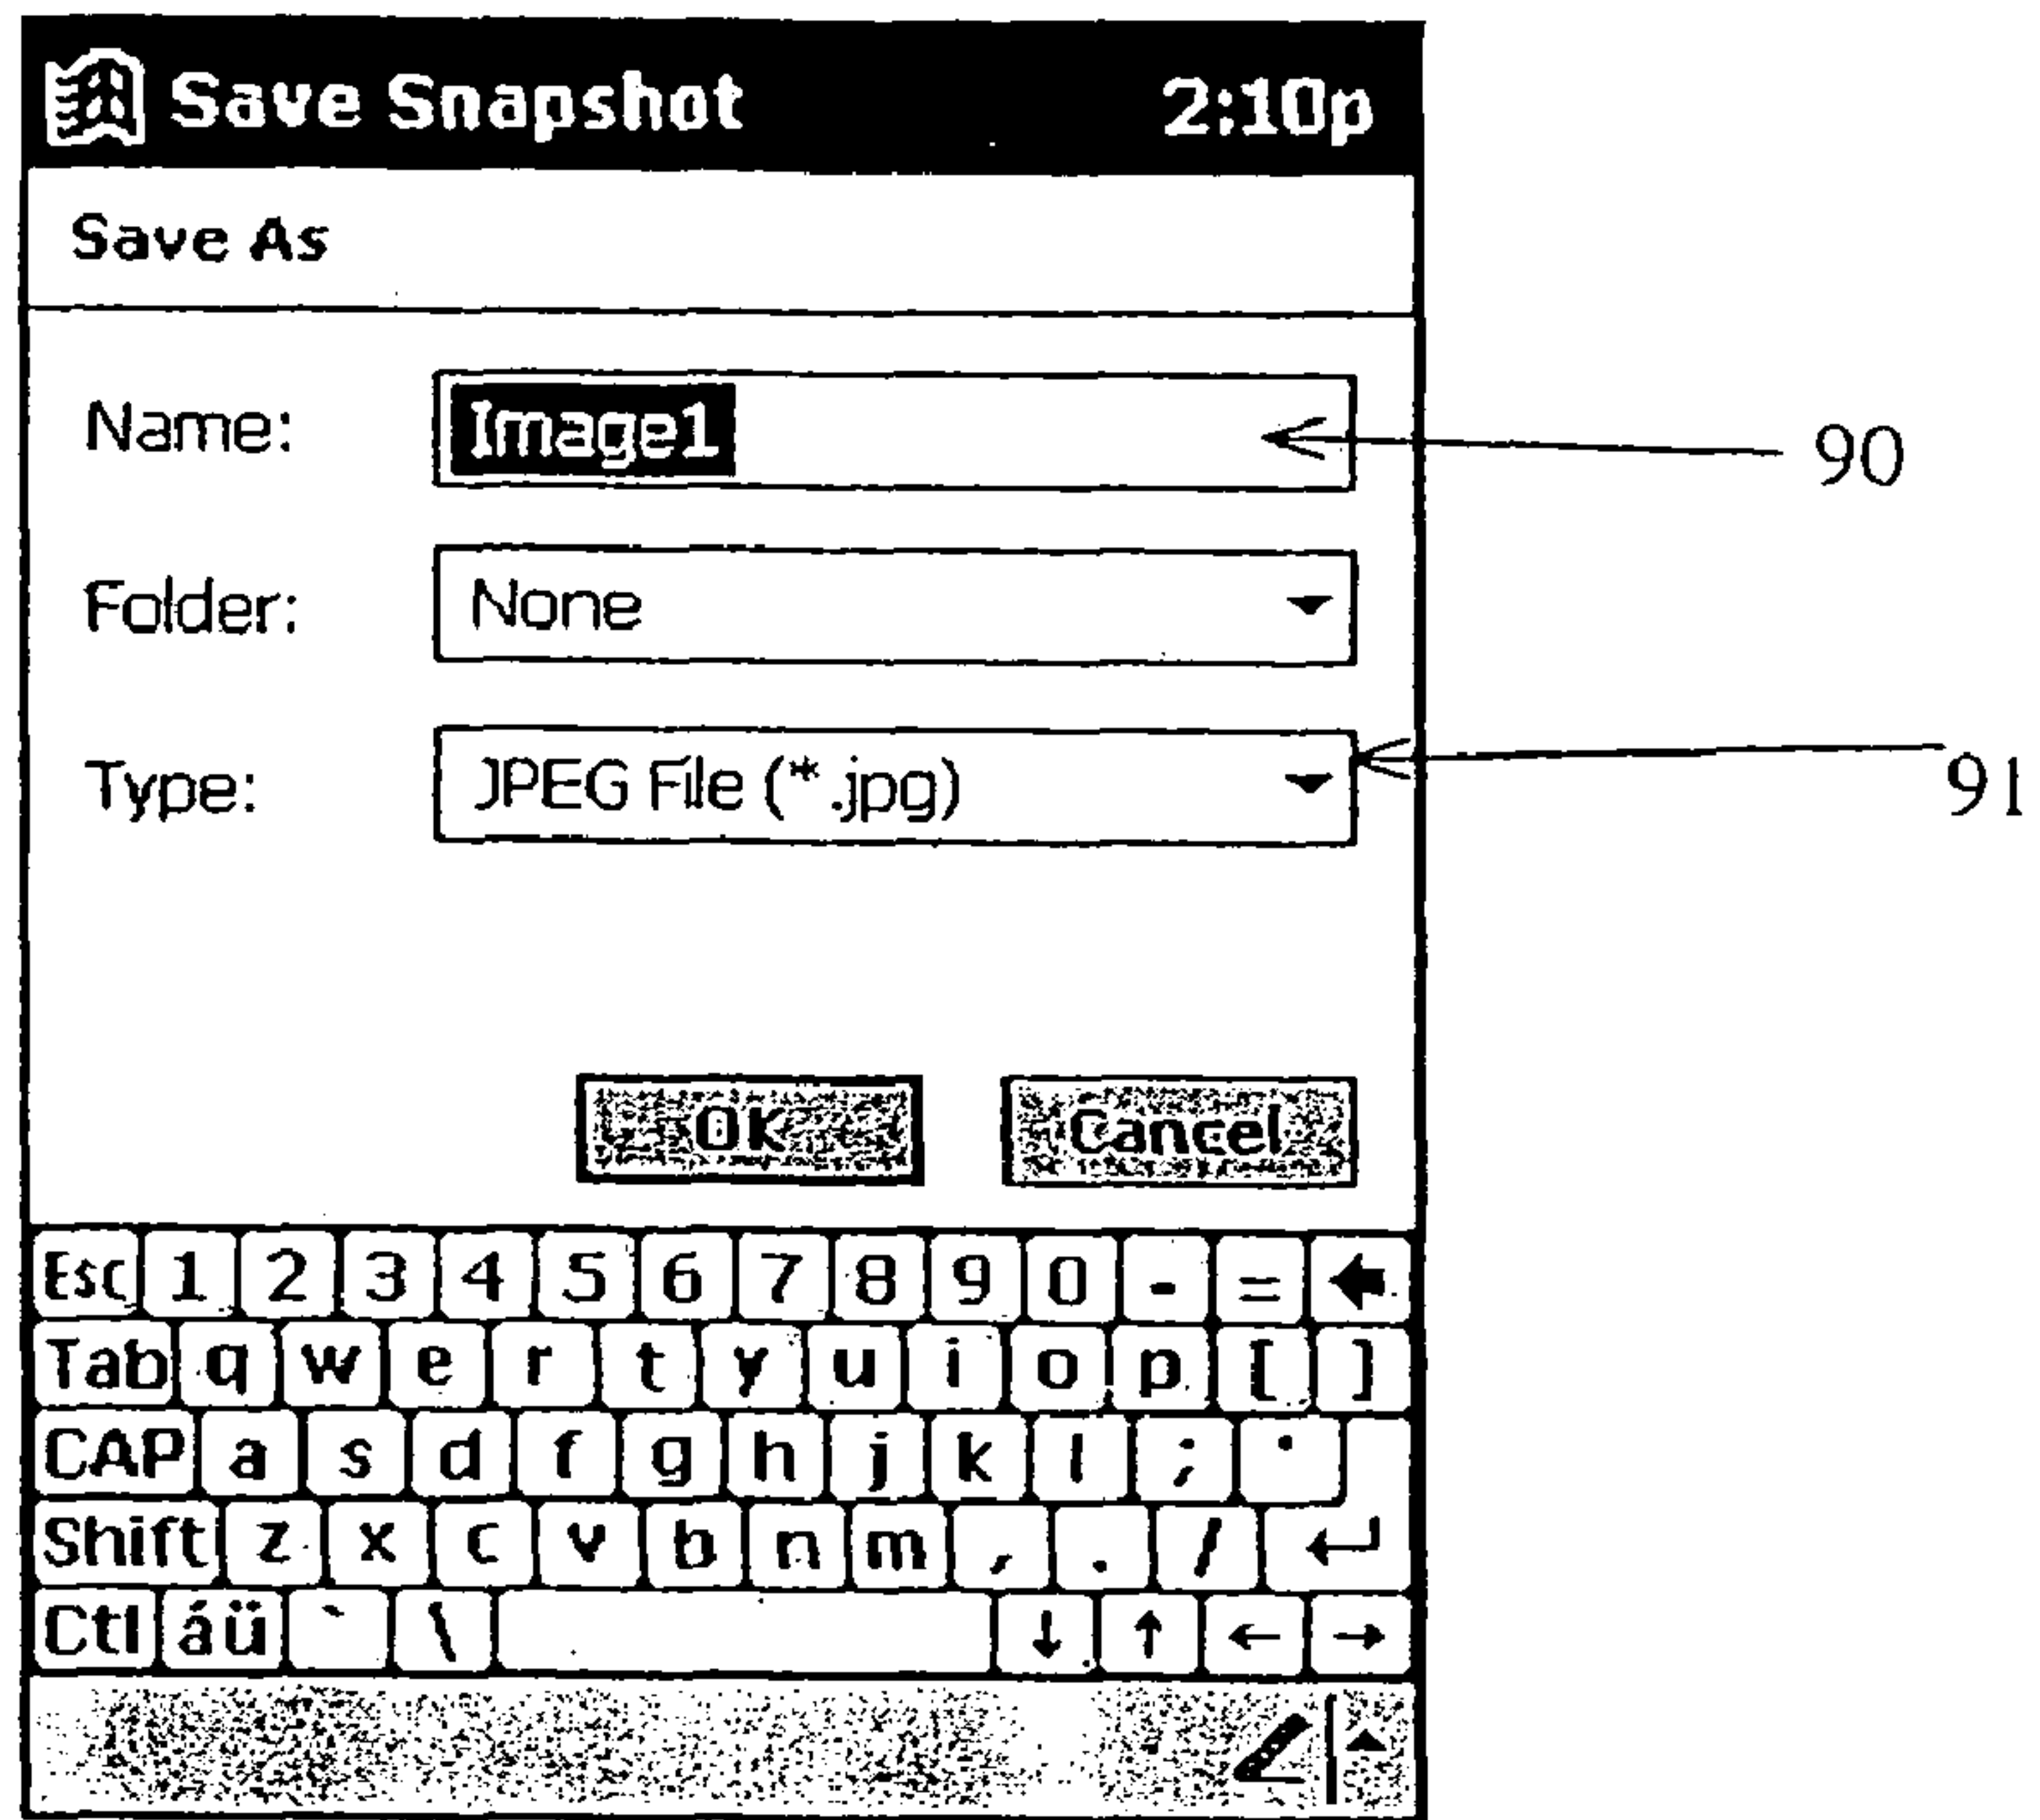 Save Snapshot 2:10p
Save As
Name: Image1
90
Folder: None
Type: JPEG File (*.jpg)
91
OK Cancel
Esc 1 2 3 4 5 6 7 8 9 0 - = ←
Tab q w e r t y u i o p [ ]
CAP a s d f g h j k l ; '
Shift z x c v b n m , . / ↵
Ctl áü ` \ ↓ ↑ ← →